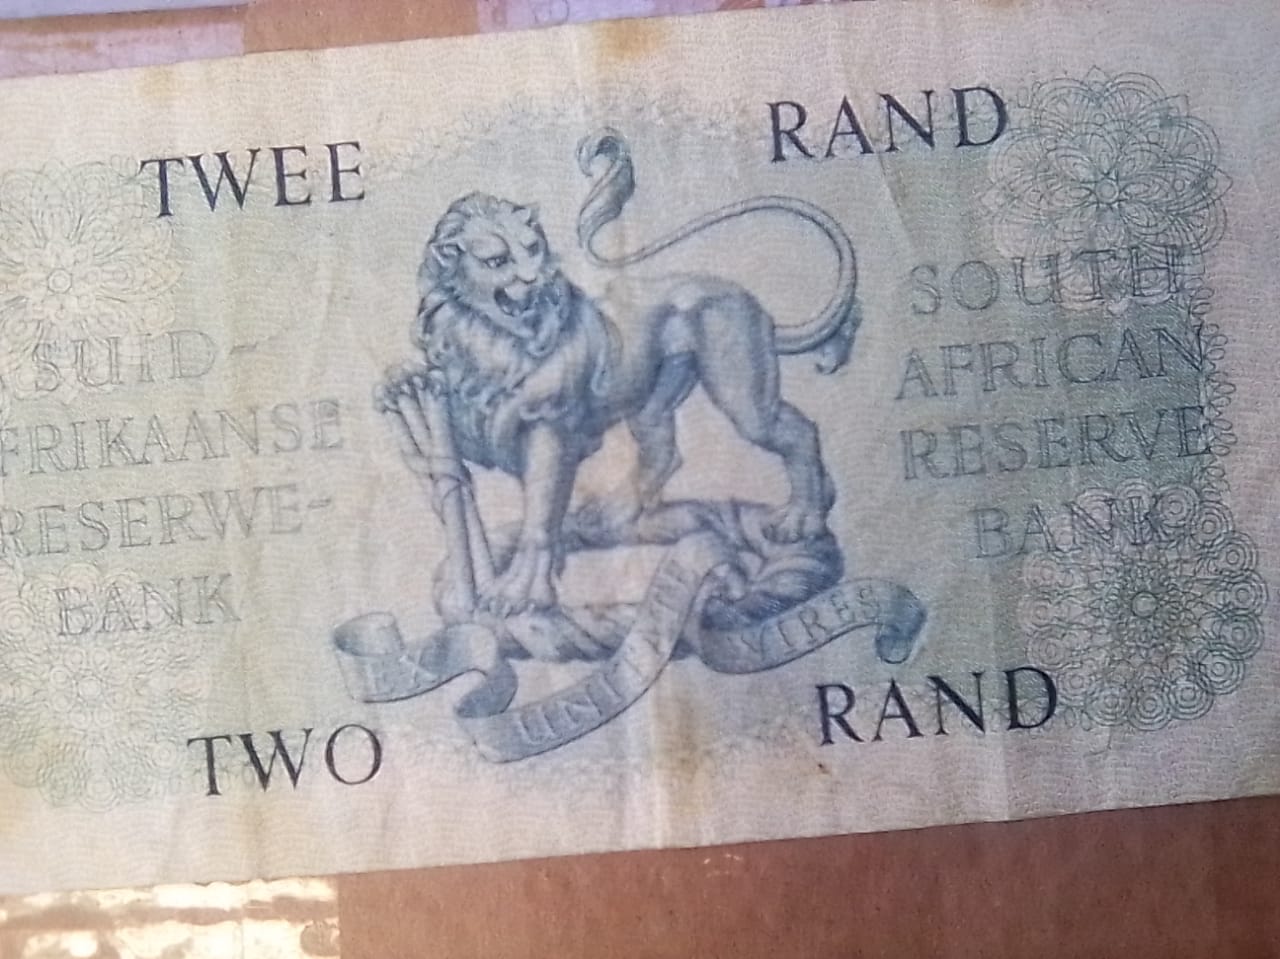 TWEE RAND
SUID-
AFRIKAANSE
RESERWE-
BANK
SOUTH
AFRICAN
RESERVE
BANK
EX UNITATE VIRES
TWO RAND